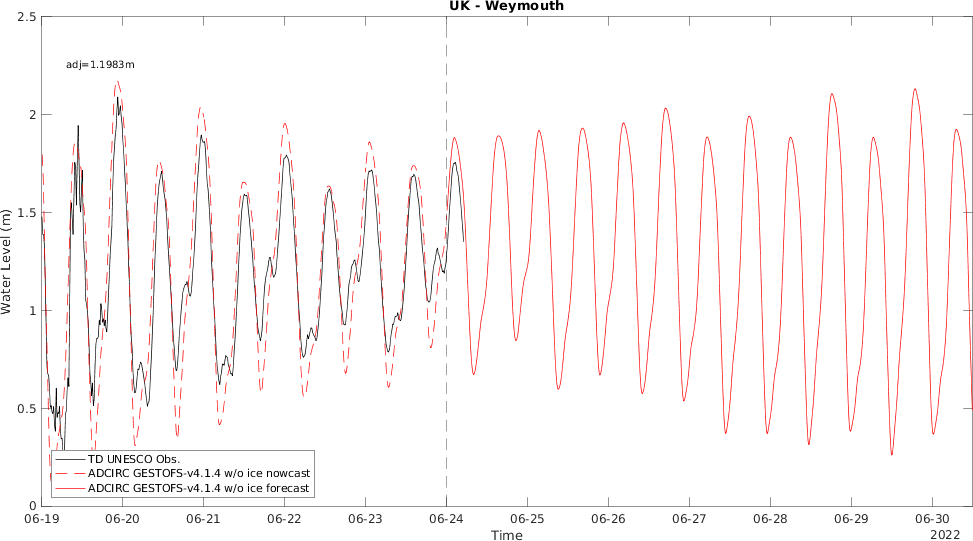 UK - Weymouth
2.5
adj=1.1983m
2
1.5
Water Level (m)
1
0.5
TD UNESCO Obs.
ADCIRC GESTOFS-v4.1.4 w/o ice nowcast
ADCIRC GESTOFS-v4.1.4 w/o ice forecast
0
06-19 06-20 06-21 06-22 06-23 06-24 06-25 06-26 06-27 06-28 06-29 06-30
Time 2022